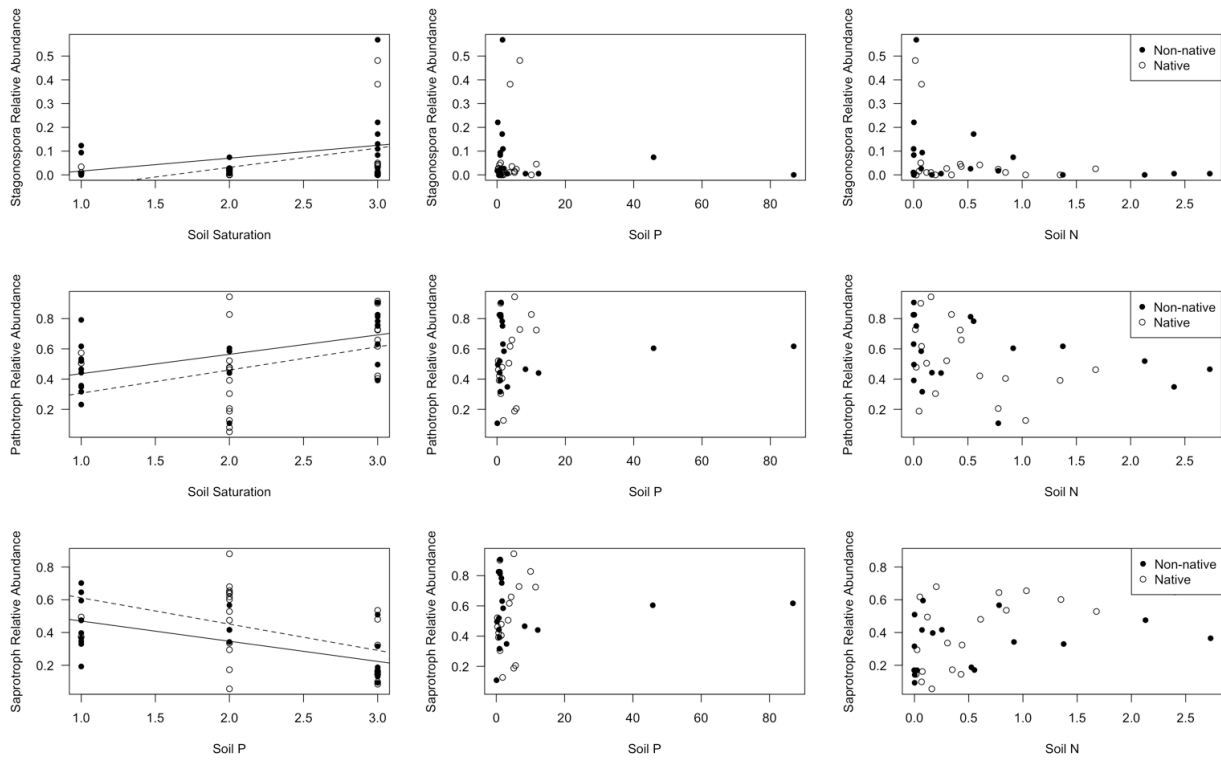 Stagonospora Relative Abundance
0.5
0.4
0.3
0.2
0.1
0.0
1.0 1.5 2.0 2.5 3.0
Soil Saturation
Stagonospora Relative Abundance
0.5
0.4
0.3
0.2
0.1
0.0
0 20 40 60 80
Soil P
Stagonospora Relative Abundance
0.5
0.4
0.3
0.2
0.1
0.0
0.0 0.5 1.0 1.5 2.0 2.5
Soil N
Non-native
Native
Pathotroph Relative Abundance
0.8
0.6
0.4
0.2
1.0 1.5 2.0 2.5 3.0
Soil Saturation
Pathotroph Relative Abundance
0.8
0.6
0.4
0.2
0 20 40 60 80
Soil P
Pathotroph Relative Abundance
0.8
0.6
0.4
0.2
0.0 0.5 1.0 1.5 2.0 2.5
Soil N
Non-native
Native
Saprotroph Relative Abundance
0.8
0.6
0.4
0.2
1.0 1.5 2.0 2.5 3.0
Soil P
Saprotroph Relative Abundance
0.8
0.6
0.4
0.2
0 20 40 60 80
Soil P
Saprotroph Relative Abundance
0.8
0.6
0.4
0.2
0.0 0.5 1.0 1.5 2.0 2.5
Soil N
Non-native
Native